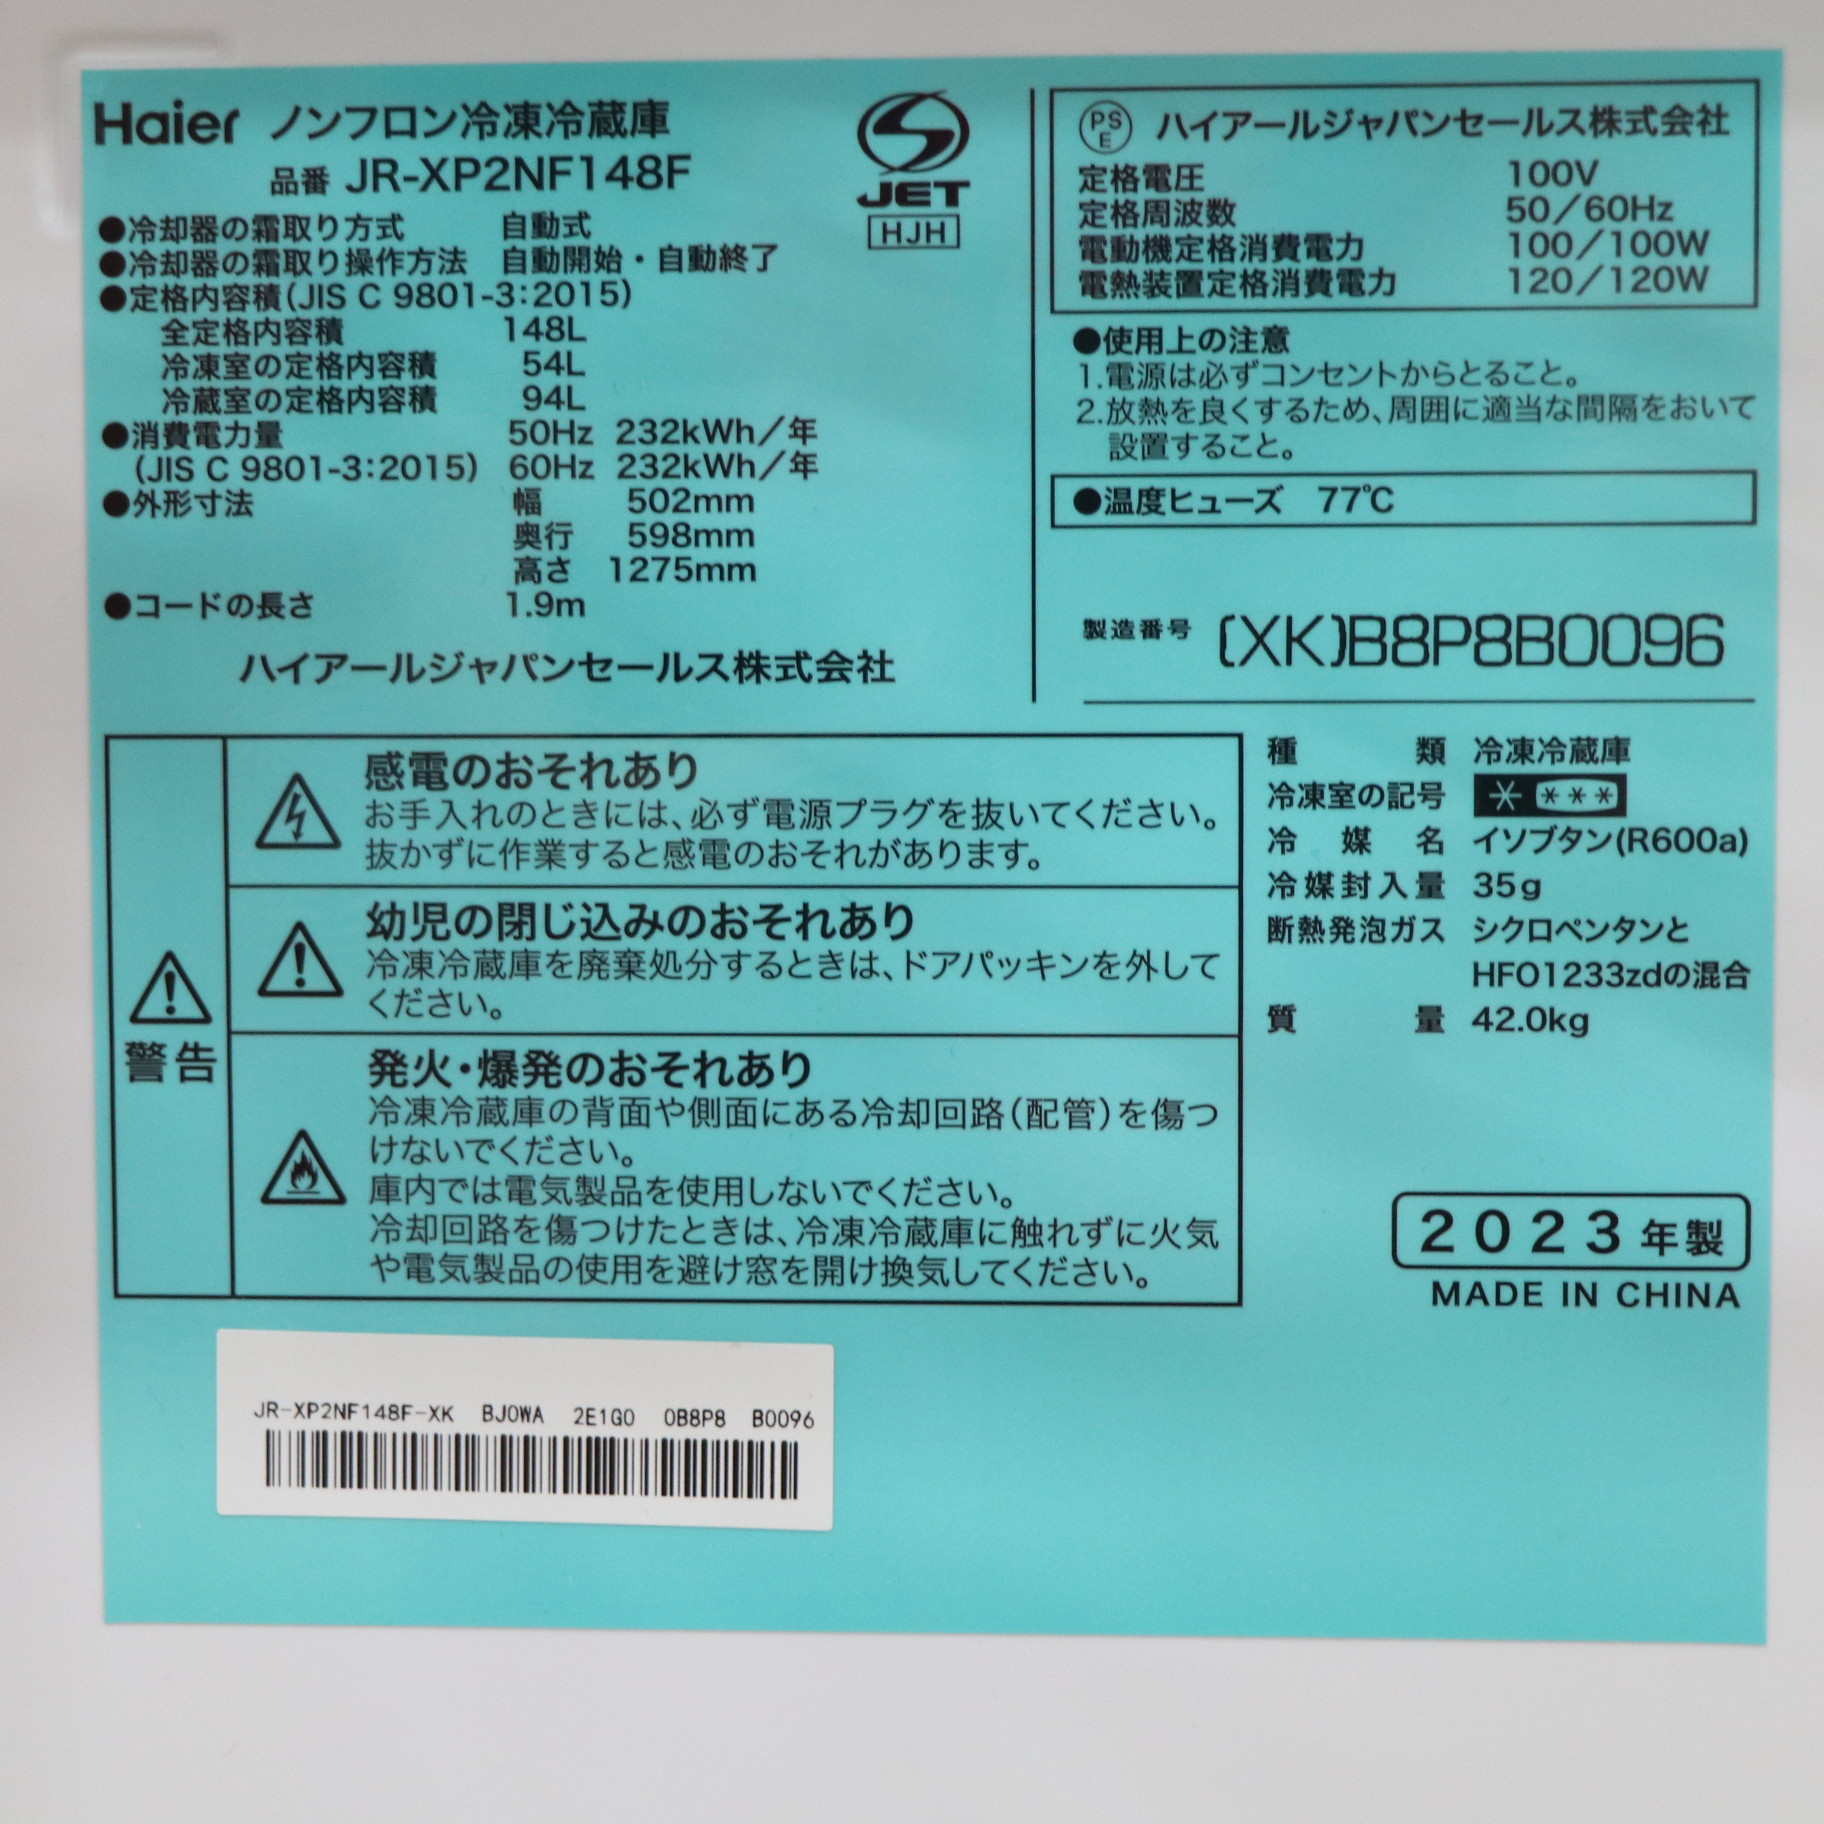 Haier ノンフロン冷凍冷蔵庫
品番 JR-XP2NF148F
●冷却器の霜取り方式 自動式
●冷却器の霜取り操作方法 自動開始・自動終了
●定格内容積(JIS C 9801-3:2015)
全定格内容積 148L
冷凍室の定格内容積 54L
冷蔵室の定格内容積 94L
●消費電力量 50Hz 232kWh/年
(JIS C 9801-3:2015) 60Hz 232kWh/年
●外形寸法 幅 502mm
奥行 598mm
高さ 1275mm
●コードの長さ 1.9m
ハイアールジャパンセールス株式会社
JET
HJH
PS
E
ハイアールジャパンセールス株式会社
定格電圧 100V
定格周波数 50/60Hz
電動機定格消費電力 100/100W
電熱装置定格消費電力 120/120W
●使用上の注意
1.電源は必ずコンセントからとること。
2.放熱を良くするため、周囲に適当な間隔をおいて
設置すること。
●温度ヒューズ 77℃
製造番号 (XK)B8P8B0096
警告
感電のおそれあり
お手入れのときには、必ず電源プラグを抜いてください。
抜かずに作業すると感電のおそれがあります。
幼児の閉じ込みのおそれあり
冷凍冷蔵庫を廃棄処分するときは、ドアパッキンを外して
ください。
発火・爆発のおそれあり
冷凍冷蔵庫の背面や側面にある冷却回路(配管)を傷つ
けないでください。
庫内では電気製品を使用しないでください。
冷却回路を傷つけたときは、冷凍冷蔵庫に触れずに火気
や電気製品の使用を避け窓を開け換気してください。
種類 冷凍冷蔵庫
冷凍室の記号 * ***
冷媒名 イソブタン(R600a)
冷媒封入量 35g
断熱発泡ガス シクロペンタンと
HFO1233zdの混合
質量 42.0kg
2023年製
MADE IN CHINA
JR-XP2NF148F-XK BJ0WA 2E1G0 0B8P8 B0096